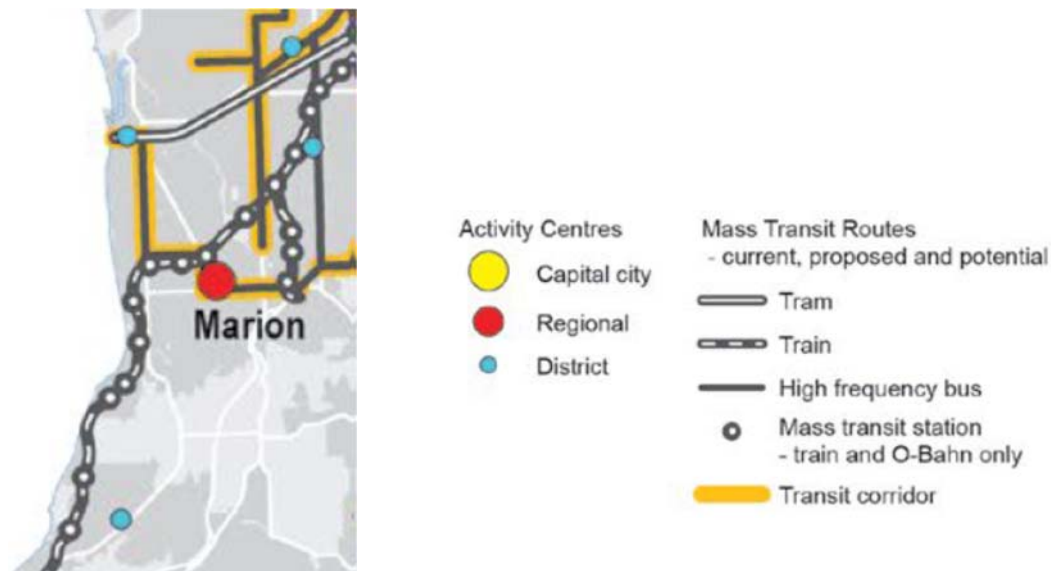 Marion
Activity Centres
Capital city
Regional
District
Mass Transit Routes
- current, proposed and potential
Tram
Train
High frequency bus
Mass transit station
- train and O-Bahn only
Transit corridor